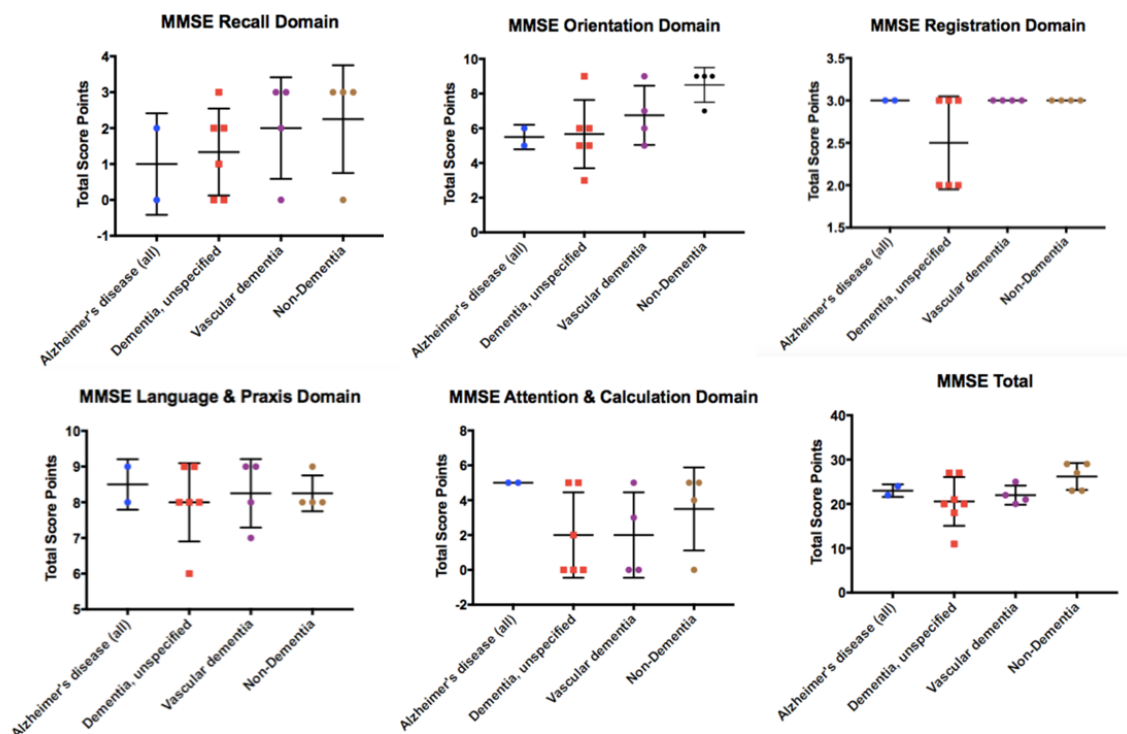 MMSE Recall Domain
Total Score Points
4
3
2
1
0
-1
Alzheimer's disease (all)
Dementia, unspecified
Vascular dementia
Non-Dementia
MMSE Orientation Domain
Total Score Points
10
8
6
4
2
0
Alzheimer's disease (all)
Dementia, unspecified
Vascular dementia
Non-Dementia
MMSE Registration Domain
Total Score Points
3.5
3.0
2.5
2.0
1.5
Alzheimer's disease (all)
Dementia, unspecified
Vascular dementia
Non-Dementia
MMSE Language & Praxis Domain
Total Score Points
10
9
8
7
6
5
Alzheimer's disease (all)
Dementia, unspecified
Vascular dementia
Non-Dementia
MMSE Attention & Calculation Domain
Total Score Points
8
6
4
2
0
-2
Alzheimer's disease (all)
Dementia, unspecified
Vascular dementia
Non-Dementia
MMSE Total
Total Score Points
40
30
20
10
0
Alzheimer's disease (all)
Dementia, unspecified
Vascular dementia
Non-Dementia